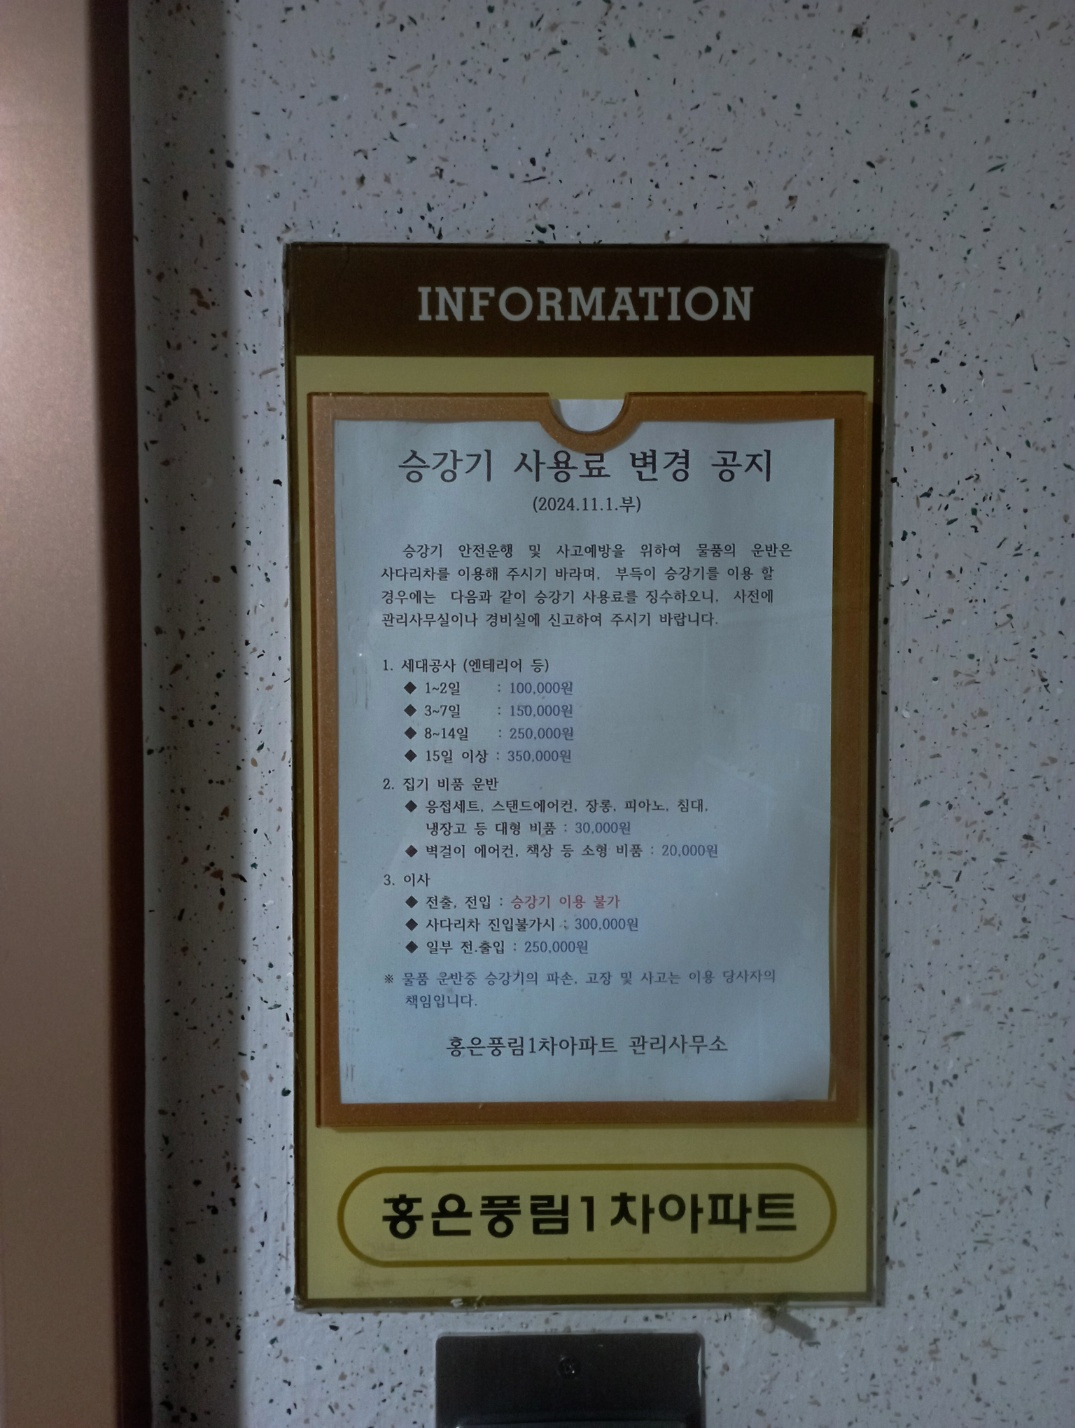 INFORMATION
승강기 사용료 변경 공지
(2024.11.1.부)
승강기 안전운행 및 사고예방을 위하여 물품의 운반은
사다리차를 이용해 주시기 바라며, 부득이 승강기를 이용 할
경우에는 다음과 같이 승강기 사용료를 징수하오니, 사전에
관리사무실이나 경비실에 신고하여 주시기 바랍니다.
1. 세대공사 (엔테리어 등)
◆ 1~2일 : 100,000원
◆ 3~7일 : 150,000원
◆ 8~14일 : 250,000원
◆ 15일 이상 : 350,000원
2. 집기 비품 운반
◆ 응접세트, 스탠드에어컨, 장롱, 피아노, 침대,
냉장고 등 대형 비품 : 30,000원
◆ 벽걸이 에어컨, 책상 등 소형 비품 : 20,000원
3. 이사
◆ 전출, 전입 : 승강기 이용 불가
◆ 사다리차 진입불가시 : 300,000원
◆ 일부 전.출입 : 250,000원
※ 물품 운반중 승강기의 파손, 고장 및 사고는 이용 당사자의
책임입니다.
홍은풍림1차아파트 관리사무소
홍은풍림1차아파트